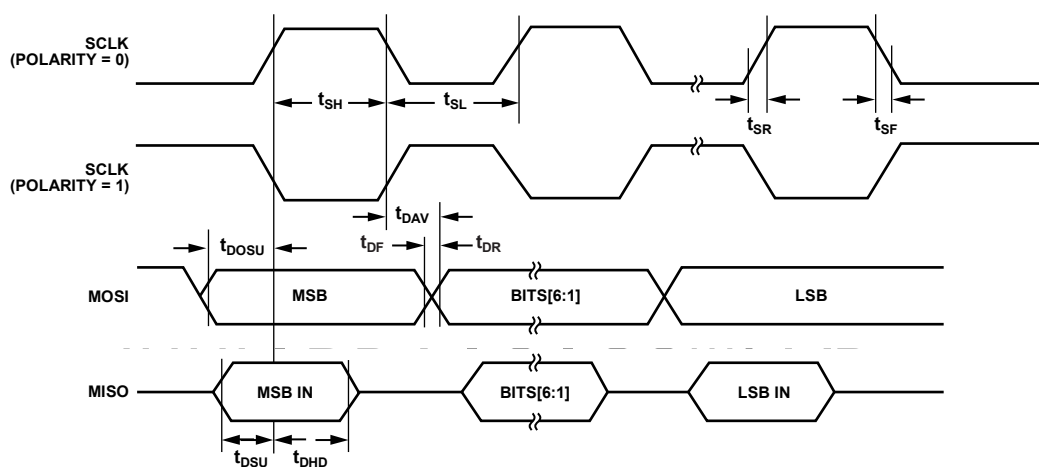 SCLK
(POLARITY = 0)
tSH
tSL
tSR
tSF
SCLK
(POLARITY = 1)
tDAV
tDOSU
tDF
tDR
MOSI
MSB
BITS[6:1]
LSB
MISO
MSB IN
BITS[6:1]
LSB IN
tDSU
tDHD